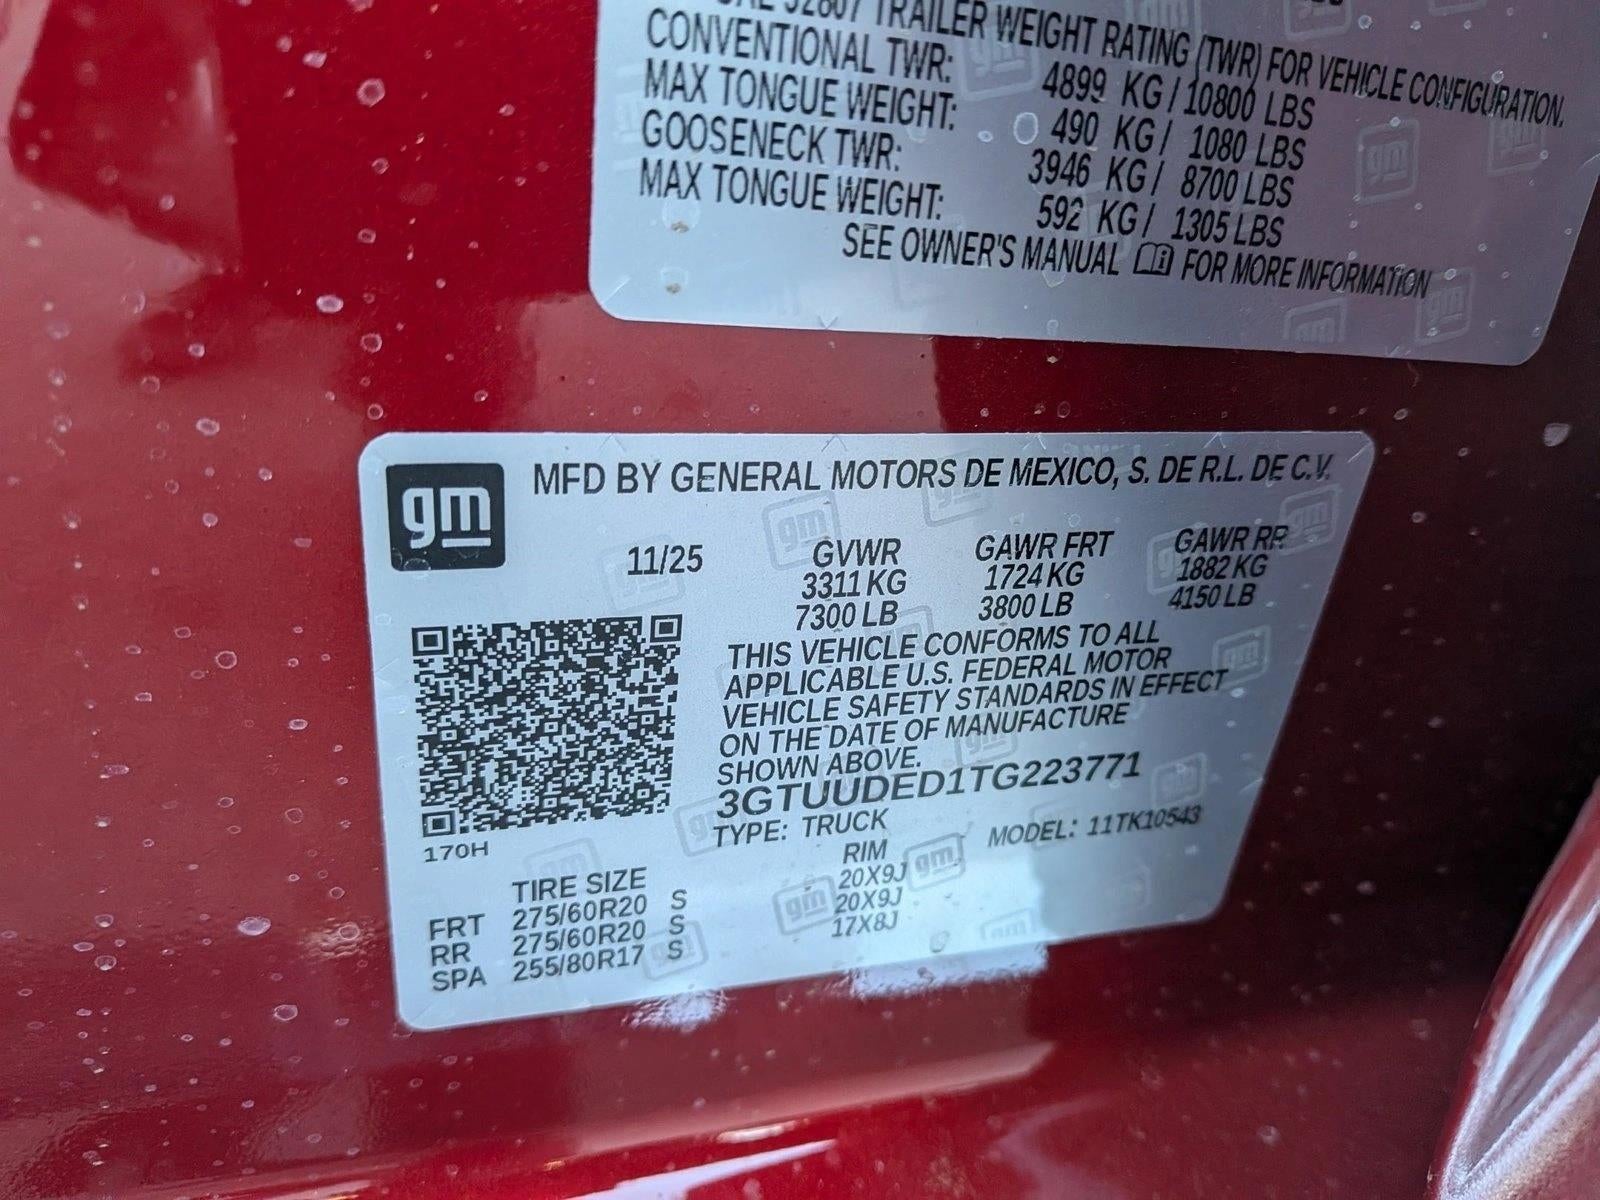 TRAILER WEIGHT RATING (TWR) FOR VEHICLE CONFIGURATION.
CONVENTIONAL TWR: 4899 KG / 10800 LBS
MAX TONGUE WEIGHT: 490 KG / 1080 LBS
GOOSENECK TWR: 3946 KG / 8700 LBS
MAX TONGUE WEIGHT: 592 KG / 1305 LBS
SEE OWNER'S MANUAL FOR MORE INFORMATION
gm
MFD BY GENERAL MOTORS DE MEXICO, S. DE R.L. DE C.V.
11/25 GVWR GAWR FRT GAWR RR
3311 KG 1724 KG 1882 KG
7300 LB 3800 LB 4150 LB
THIS VEHICLE CONFORMS TO ALL
APPLICABLE U.S. FEDERAL MOTOR
VEHICLE SAFETY STANDARDS IN EFFECT
ON THE DATE OF MANUFACTURE
SHOWN ABOVE.
3GTUUDED1TG223771
TYPE: TRUCK MODEL: 11TK10543
170H
TIRE SIZE RIM
FRT 275/60R20 S 20X9J
RR 275/60R20 S 20X9J
SPA 255/80R17 S 17X8J